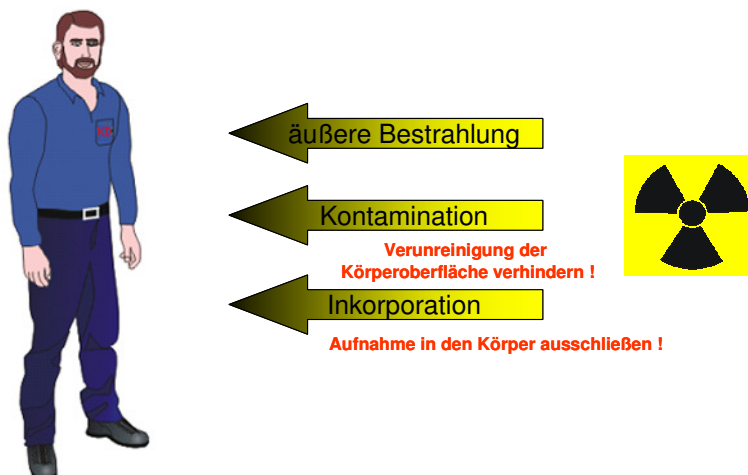 äußere Bestrahlung
Kontamination
Verunreinigung der
Körperoberfläche verhindern !
Inkorporation
Aufnahme in den Körper ausschließen !